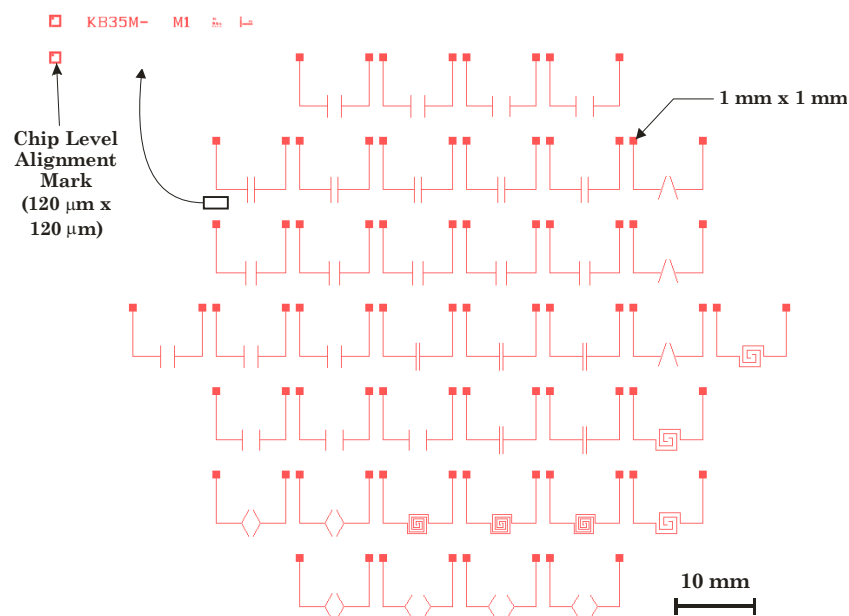 KB35M- M1
1 mm x 1 mm
Chip Level
Alignment
Mark
(120 µm x
120 µm)
10 mm